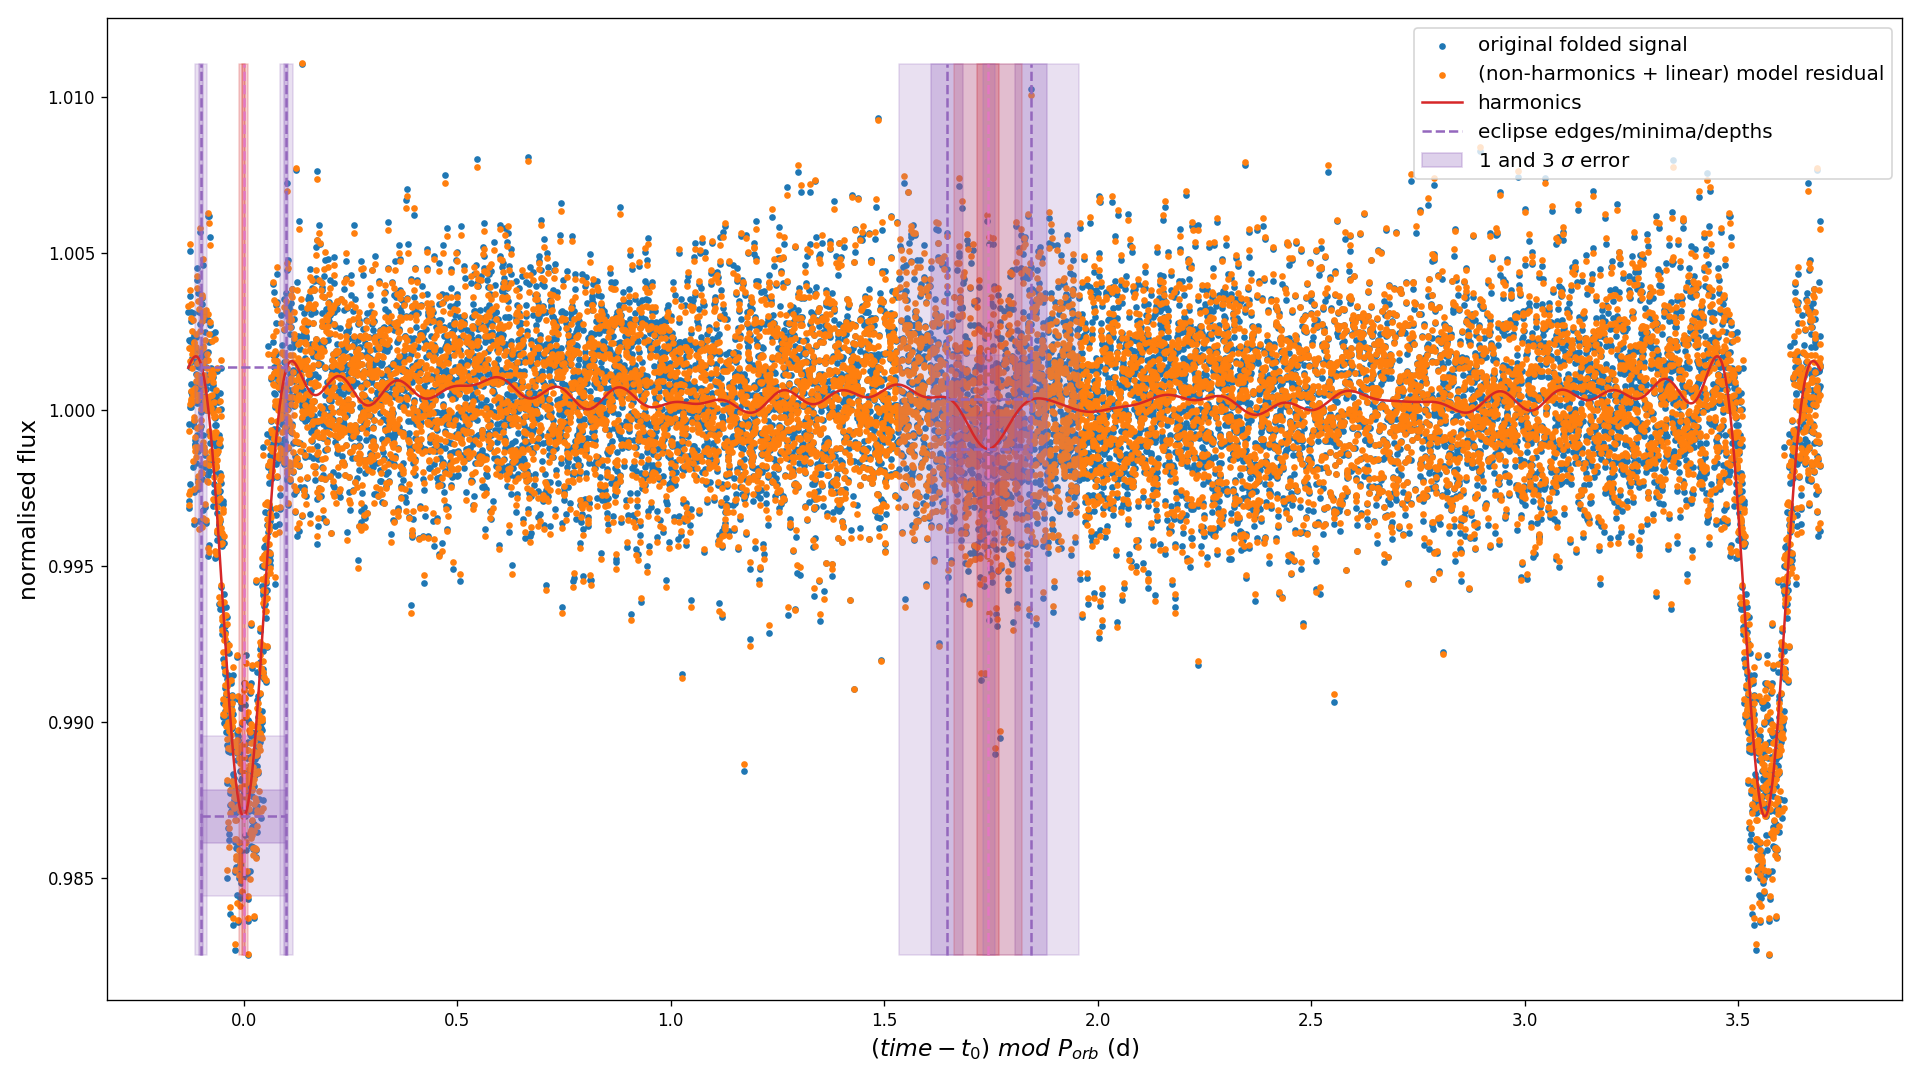 original folded signal
(non-harmonics + linear) model residual
harmonics
eclipse edges/minima/depths
1 and 3 σ error
normalised flux
1.010
1.005
1.000
0.995
0.990
0.985
0.0 0.5 1.0 1.5 2.0 2.5 3.0 3.5
(time − t₀) mod P_orb (d)